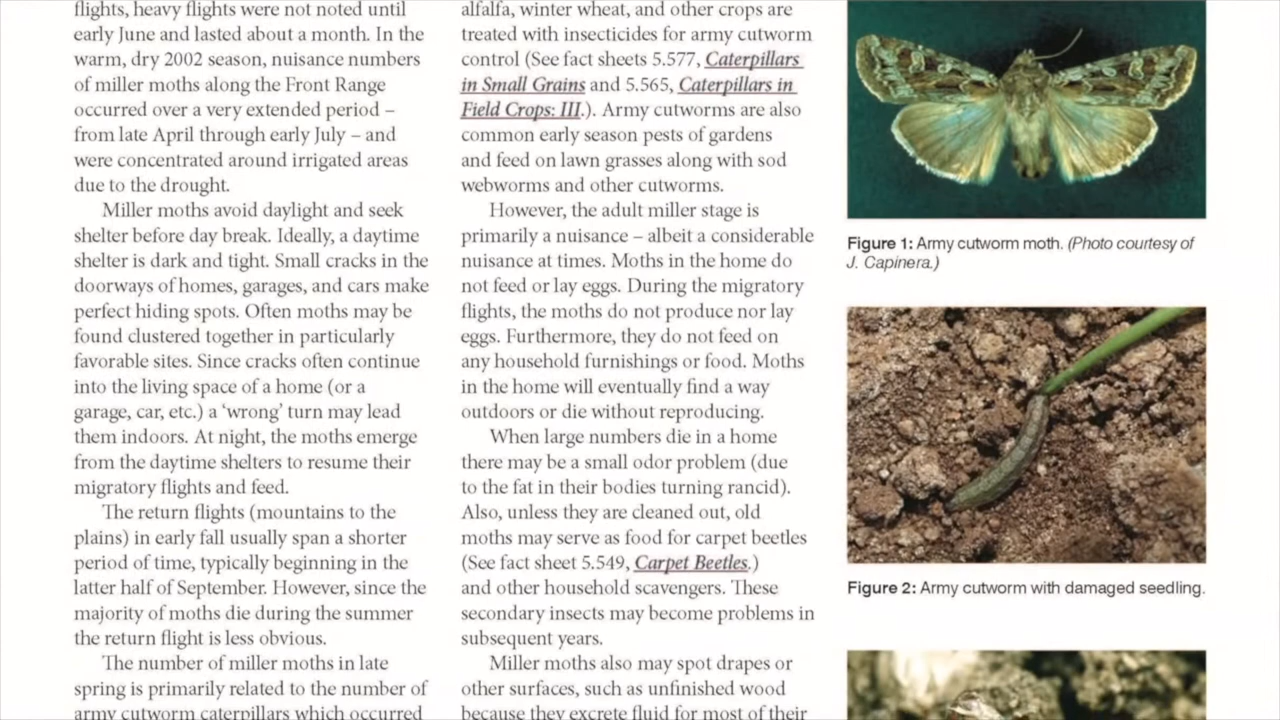 flights, heavy flights were not noted until
early June and lasted about a month. In the
warm, dry 2002 season, nuisance numbers
of miller moths along the Front Range
occurred over a very extended period –
from late April through early July – and
were concentrated around irrigated areas
due to the drought.
Miller moths avoid daylight and seek
shelter before day break. Ideally, a daytime
shelter is dark and tight. Small cracks in the
doorways of homes, garages, and cars make
perfect hiding spots. Often moths may be
found clustered together in particularly
favorable sites. Since cracks often continue
into the living space of a home (or a
garage, car, etc.) a ‘wrong’ turn may lead
them indoors. At night, the moths emerge
from the daytime shelters to resume their
migratory flights and feed.
The return flights (mountains to the
plains) in early fall usually span a shorter
period of time, typically beginning in the
latter half of September. However, since the
majority of moths die during the summer
the return flight is less obvious.
The number of miller moths in late
spring is primarily related to the number of
army cutworm caterpillars which occurred
alfalfa, winter wheat, and other crops are
treated with insecticides for army cutworm
control (See fact sheets 5.577, Caterpillars
in Small Grains and 5.565, Caterpillars in
Field Crops: III.). Army cutworms are also
common early season pests of gardens
and feed on lawn grasses along with sod
webworms and other cutworms.
However, the adult miller stage is
primarily a nuisance – albeit a considerable
nuisance at times. Moths in the home do
not feed or lay eggs. During the migratory
flights, the moths do not produce nor lay
eggs. Furthermore, they do not feed on
any household furnishings or food. Moths
in the home will eventually find a way
outdoors or die without reproducing.
When large numbers die in a home
there may be a small odor problem (due
to the fat in their bodies turning rancid).
Also, unless they are cleaned out, old
moths may serve as food for carpet beetles
(See fact sheet 5.549, Carpet Beetles.)
and other household scavengers. These
secondary insects may become problems in
subsequent years.
Miller moths also may spot drapes or
other surfaces, such as unfinished wood
because they excrete fluid for most of their
Figure 1: Army cutworm moth. (Photo courtesy of
J. Capinera.)
Figure 2: Army cutworm with damaged seedling.